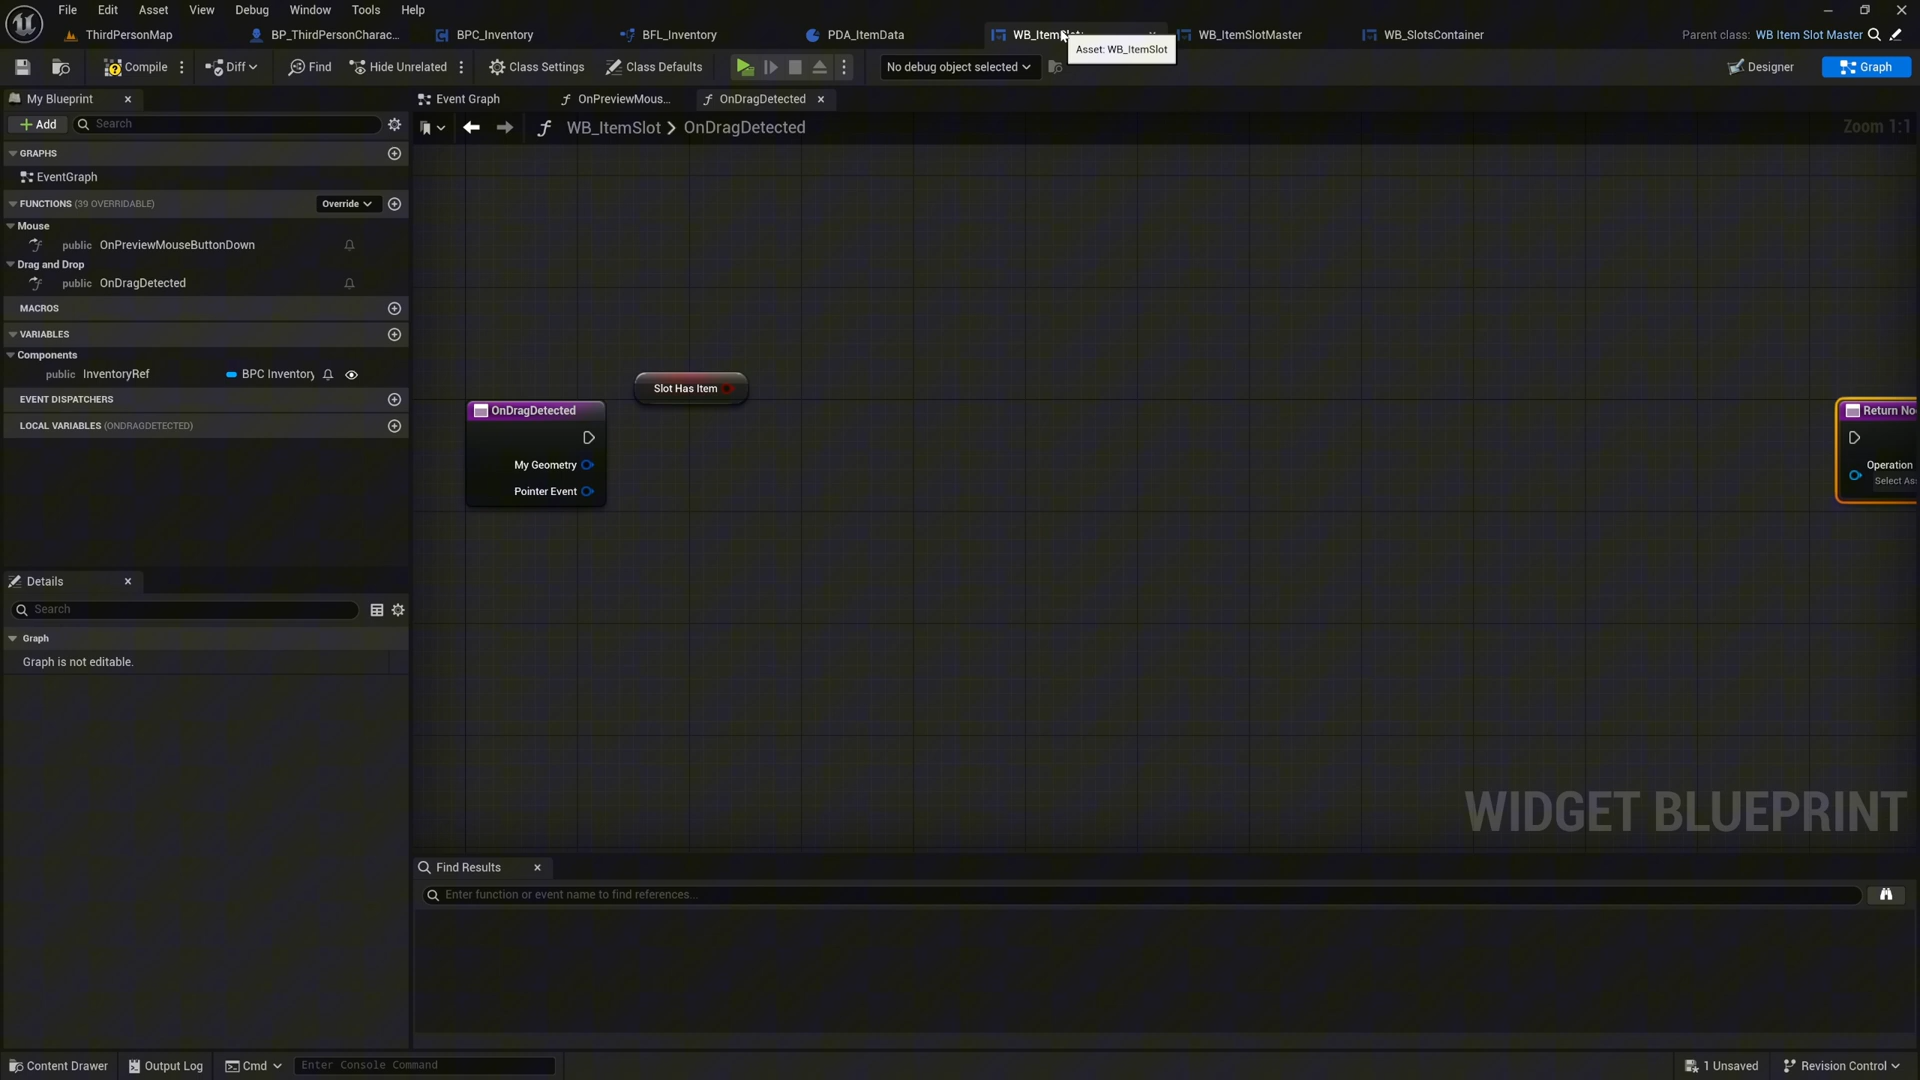 File Edit Asset View Debug Window Tools Help
ThirdPersonMap BP_ThirdPersonCharac... BPC_Inventory BFL_Inventory PDA_ItemData WB_ItemSlot WB_ItemSlotMaster WB_SlotsContainer Parent class: WB Item Slot Master
Asset: WB_ItemSlot
Compile Diff Find Hide Unrelated Class Settings Class Defaults No debug object selected Designer Graph
My Blueprint Event Graph OnPreviewMous... OnDragDetected
Add Search WB_ItemSlot > OnDragDetected Zoom 1:1
GRAPHS
EventGraph
FUNCTIONS (39 OVERRIDABLE) Override
Mouse
public OnPreviewMouseButtonDown
Drag and Drop
public OnDragDetected
MACROS
VARIABLES
Components
public InventoryRef BPC Inventory
EVENT DISPATCHERS
LOCAL VARIABLES (ONDRAGDETECTED)
Slot Has Item
OnDragDetected
My Geometry
Pointer Event
Return No
Operation
Select As
Details
Search
Graph
Graph is not editable.
WIDGET BLUEPRINT
Find Results
Enter function or event name to find references...
Content Drawer Output Log Cmd Enter Console Command 1 Unsaved Revision Control